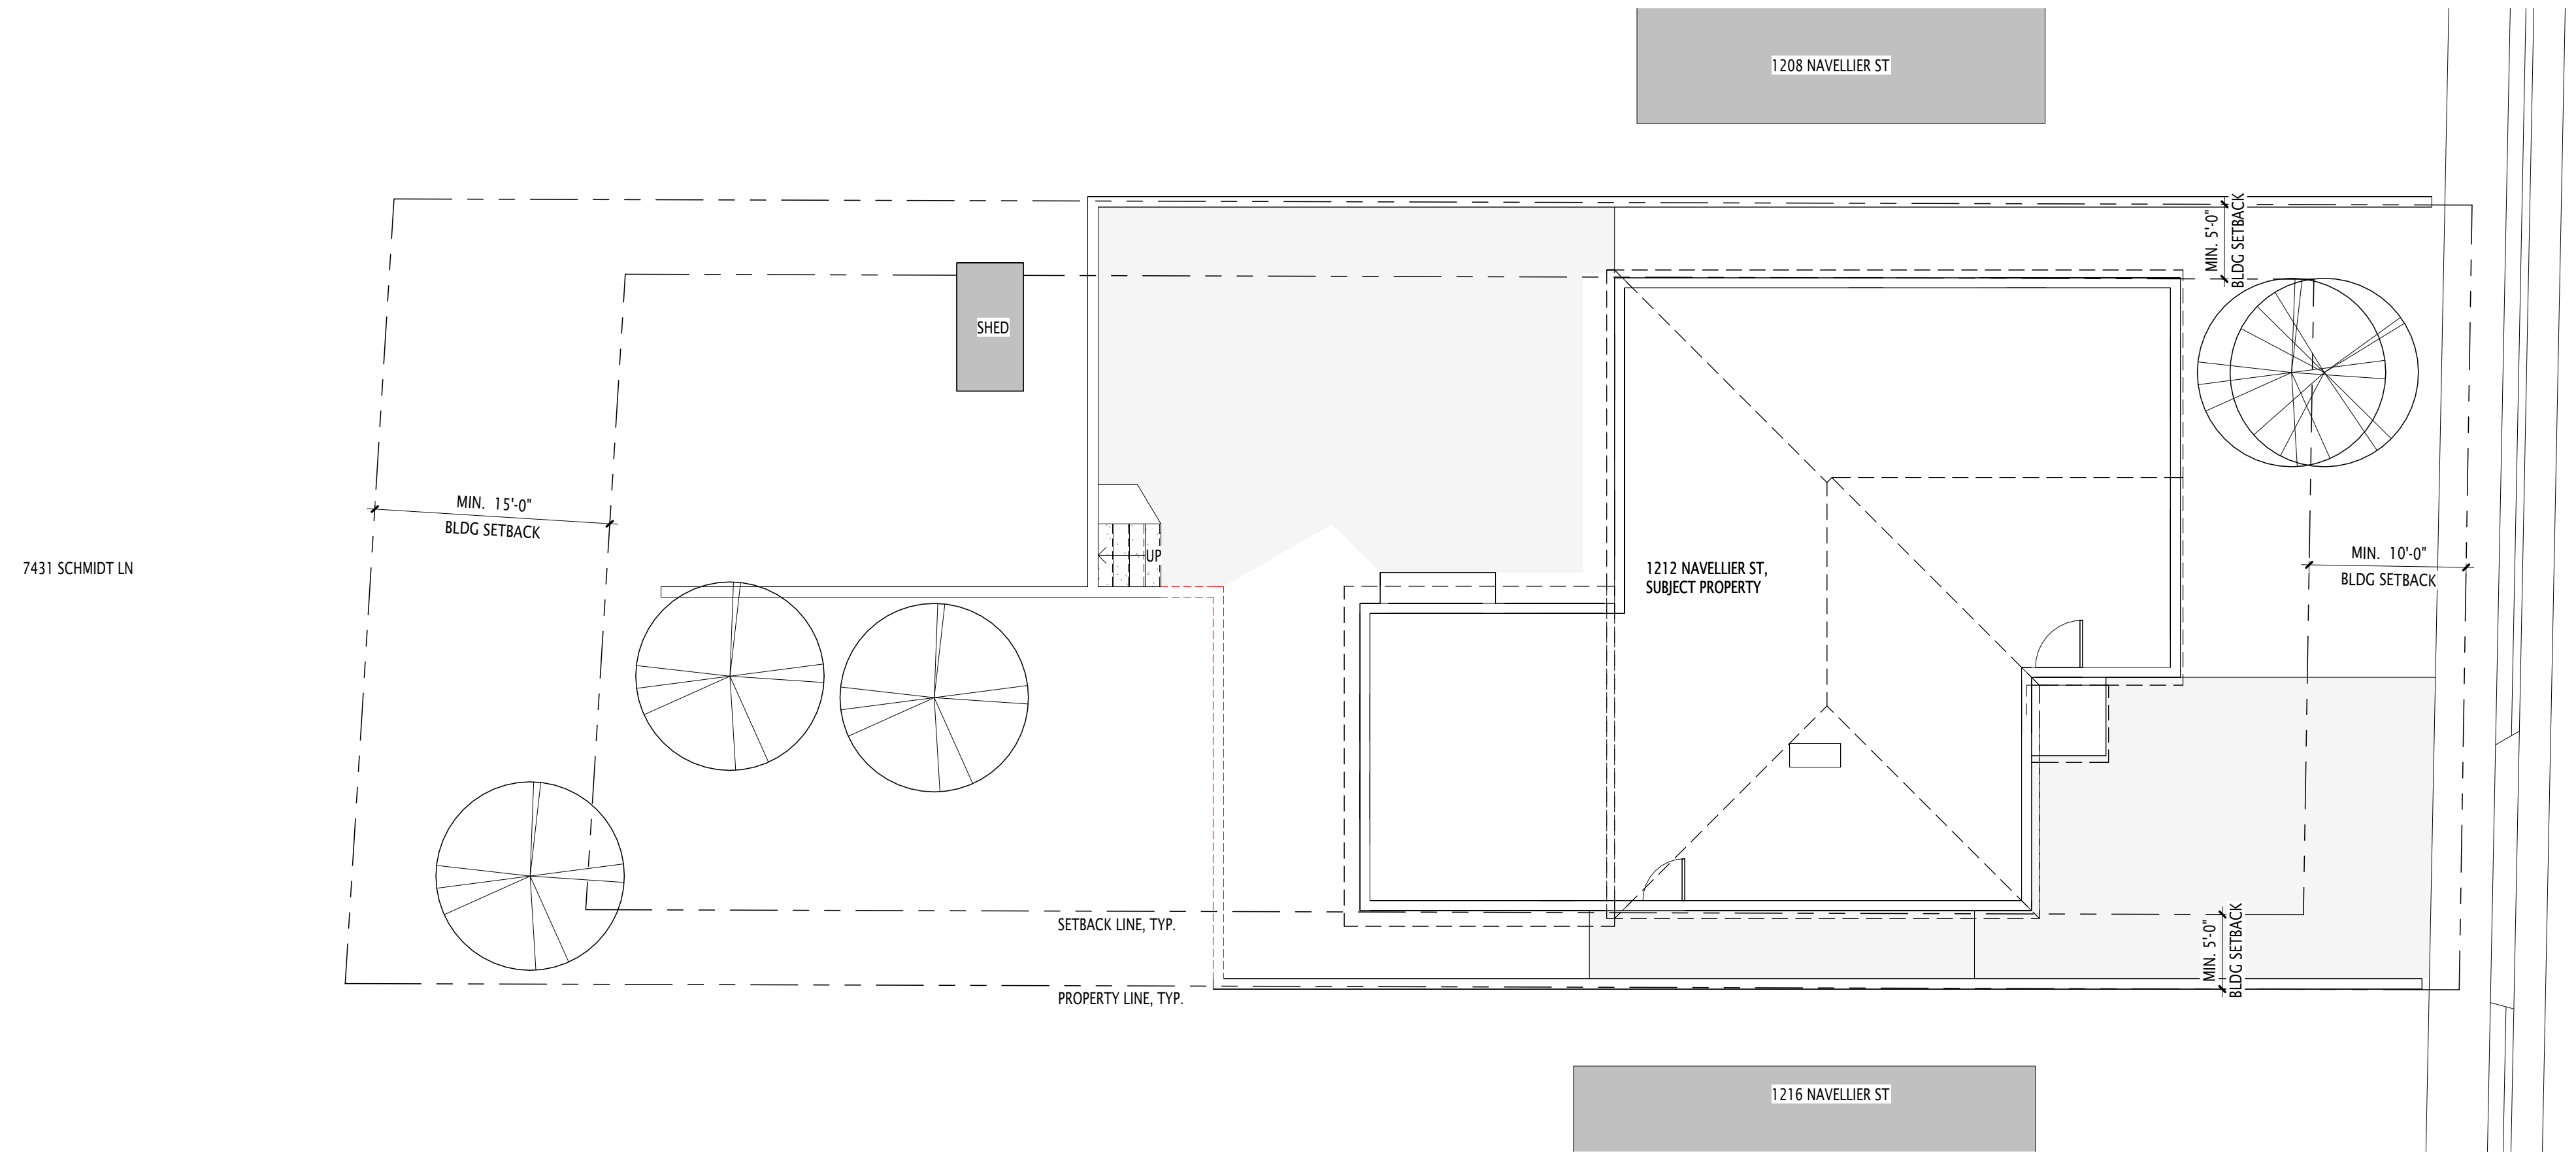 1208 NAVELLIER ST
MIN. 5'-0"
BLDG SETBACK
SHED
MIN. 15'-0"
BLDG SETBACK
UP
7431 SCHMIDT LN
1212 NAVELLIER ST,
SUBJECT PROPERTY
MIN. 10'-0"
BLDG SETBACK
SETBACK LINE, TYP.
MIN. 5'-0"
BLDG SETBACK
PROPERTY LINE, TYP.
1216 NAVELLIER ST